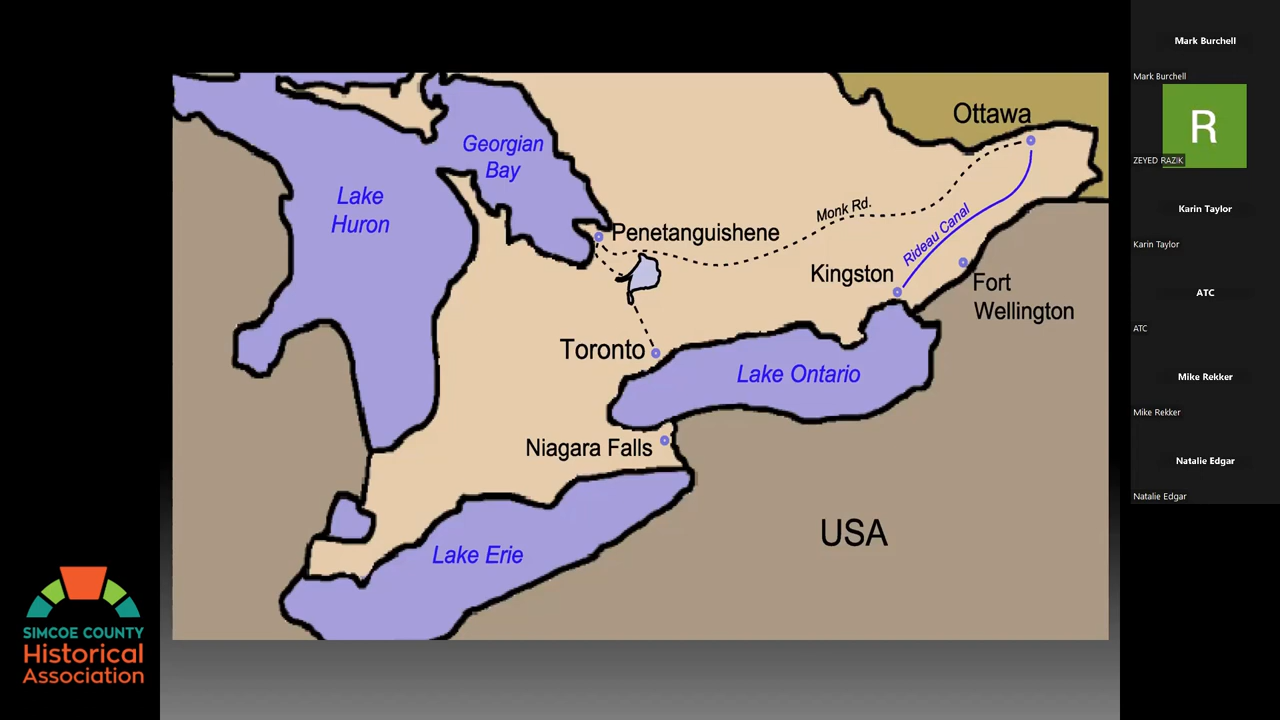 Ottawa
Georgian
Bay
Lake
Huron
Monk Rd.
Penetanguishene
Rideau Canal
Kingston
Fort
Wellington
Toronto
Lake Ontario
Niagara Falls
USA
Lake Erie
SIMCOE COUNTY
Historical
Association
Mark Burchell
Mark Burchell
R
ZEYED RAZIK
Karin Taylor
Karin Taylor
ATC
ATC
Mike Rekker
Mike Rekker
Natalie Edgar
Natalie Edgar